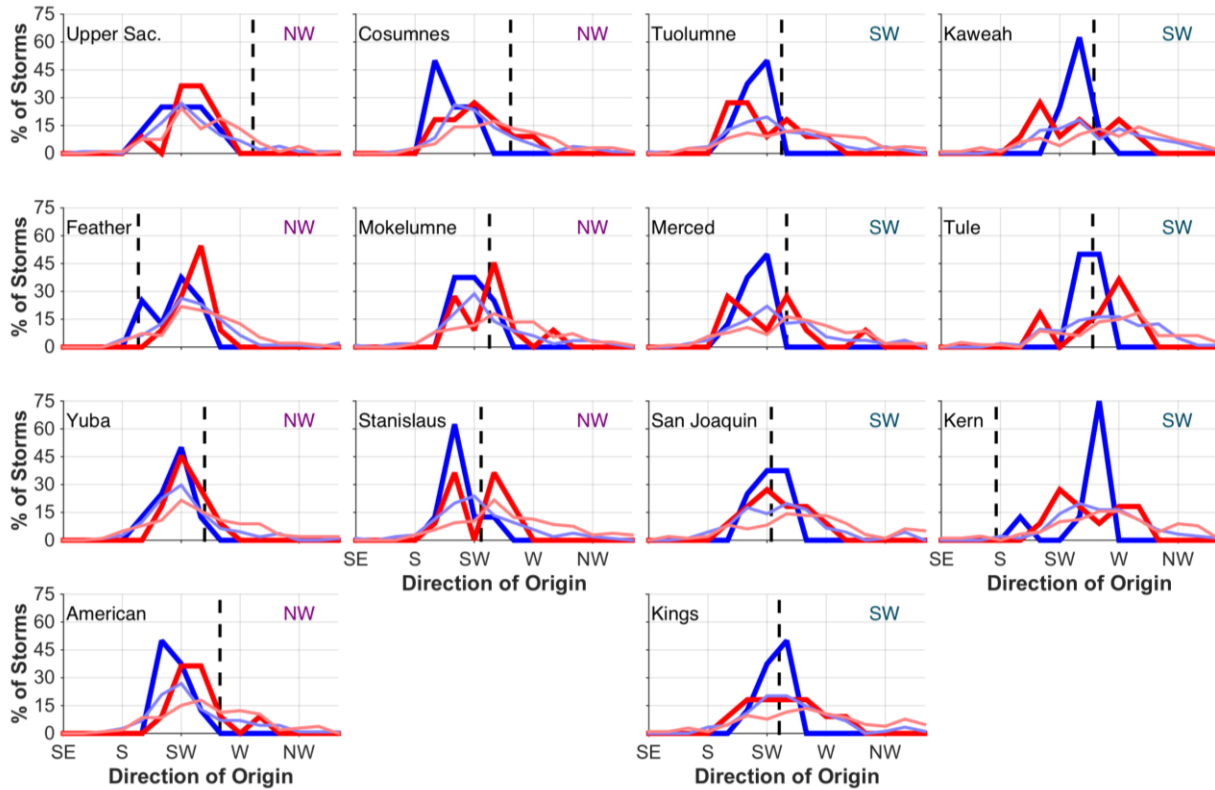 75
60
45
30
15
0
% of Storms
Upper Sac.
NW
Cosumnes
NW
Tuolumne
SW
Kaweah
SW
75
60
45
30
15
0
% of Storms
Feather
NW
Mokelumne
NW
Merced
SW
Tule
SW
75
60
45
30
15
0
% of Storms
Yuba
NW
Stanislaus
NW
San Joaquin
SW
Kern
SW
SE S SW W NW
Direction of Origin
SE S SW W NW
Direction of Origin
75
60
45
30
15
0
% of Storms
American
NW
Kings
SW
SE S SW W NW
Direction of Origin
SE S SW W NW
Direction of Origin